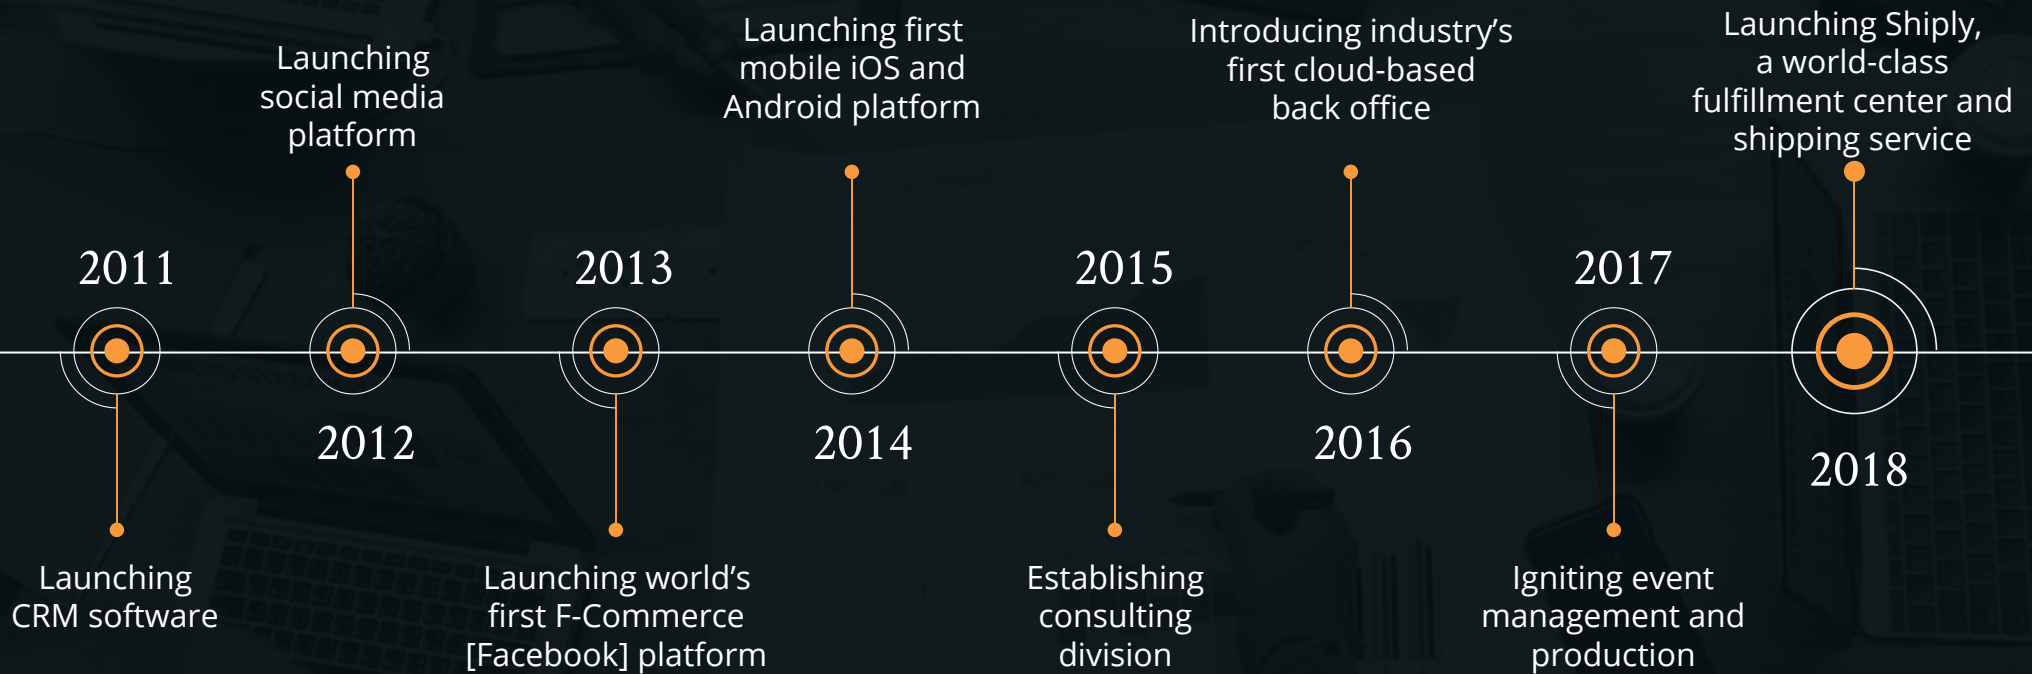 2011
Launching
CRM software
Launching
social media
platform
2012
2013
Launching world’s
first F-Commerce
[Facebook] platform
Launching first
mobile iOS and
Android platform
2014
2015
Establishing
consulting
division
Introducing industry’s
first cloud-based
back office
2016
2017
Igniting event
management and
production
Launching Shiply,
a world-class
fulfillment center and
shipping service
2018